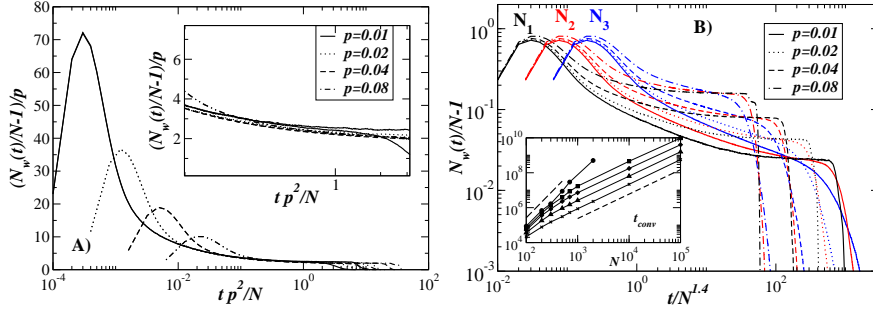 A)
(N_w(t)/N-1)/p
80
70
60
50
40
30
20
10
0
10^-4
10^-2
10^0
10^2
t p^2/N
(N_w(t)/N-1)/p
4
2
1
t p^2/N
p=0.01
p=0.02
p=0.04
p=0.08
B)
N_w(t)/N-1
10^0
10^-1
10^-2
10^-3
10^-2
10^0
10^2
t/N^1.4
N_1
N_2
N_3
p=0.01
p=0.02
p=0.04
p=0.08
10^10
10^8
10^6
10^4
10^2
10^3
10^4
10^5
N
t_conv